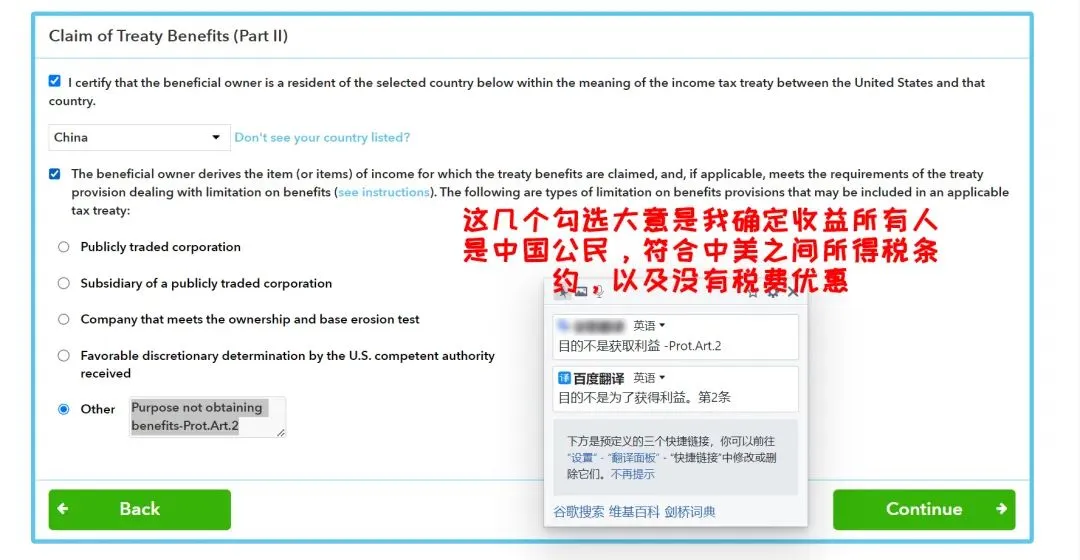 Claim of Treaty Benefits (Part II)
I certify that the beneficial owner is a resident of the selected country below within the meaning of the income tax treaty between the United States and that
country.
China
Don't see your country listed?
The beneficial owner derives the item (or items) of income for which the treaty benefits are claimed, and, if applicable, meets the requirements of the treaty
provision dealing with limitation on benefits (see instructions). The following are types of limitation on benefits provisions that may be included in an applicable
tax treaty:
这几个勾选大意是我确定收益所有人
是中国公民，符合中美之间所得税条
约，以及没有税费优惠
Publicly traded corporation
Subsidiary of a publicly traded corporation
Company that meets the ownership and base erosion test
Favorable discretionary determination by the U.S. competent authority
received
Other
Purpose not obtaining
benefits-Prot.Art.2
英语
目的不是获取利益 -Prot.Art.2
译 百度翻译 英语
目的不是为了获得利益。第2条
下方是预定义的三个快捷链接，你可以前往
“设置” - “翻译面板” - “快捷链接”中修改或删
除它们。不再提示
谷歌搜索 维基百科 剑桥词典
Back
Continue